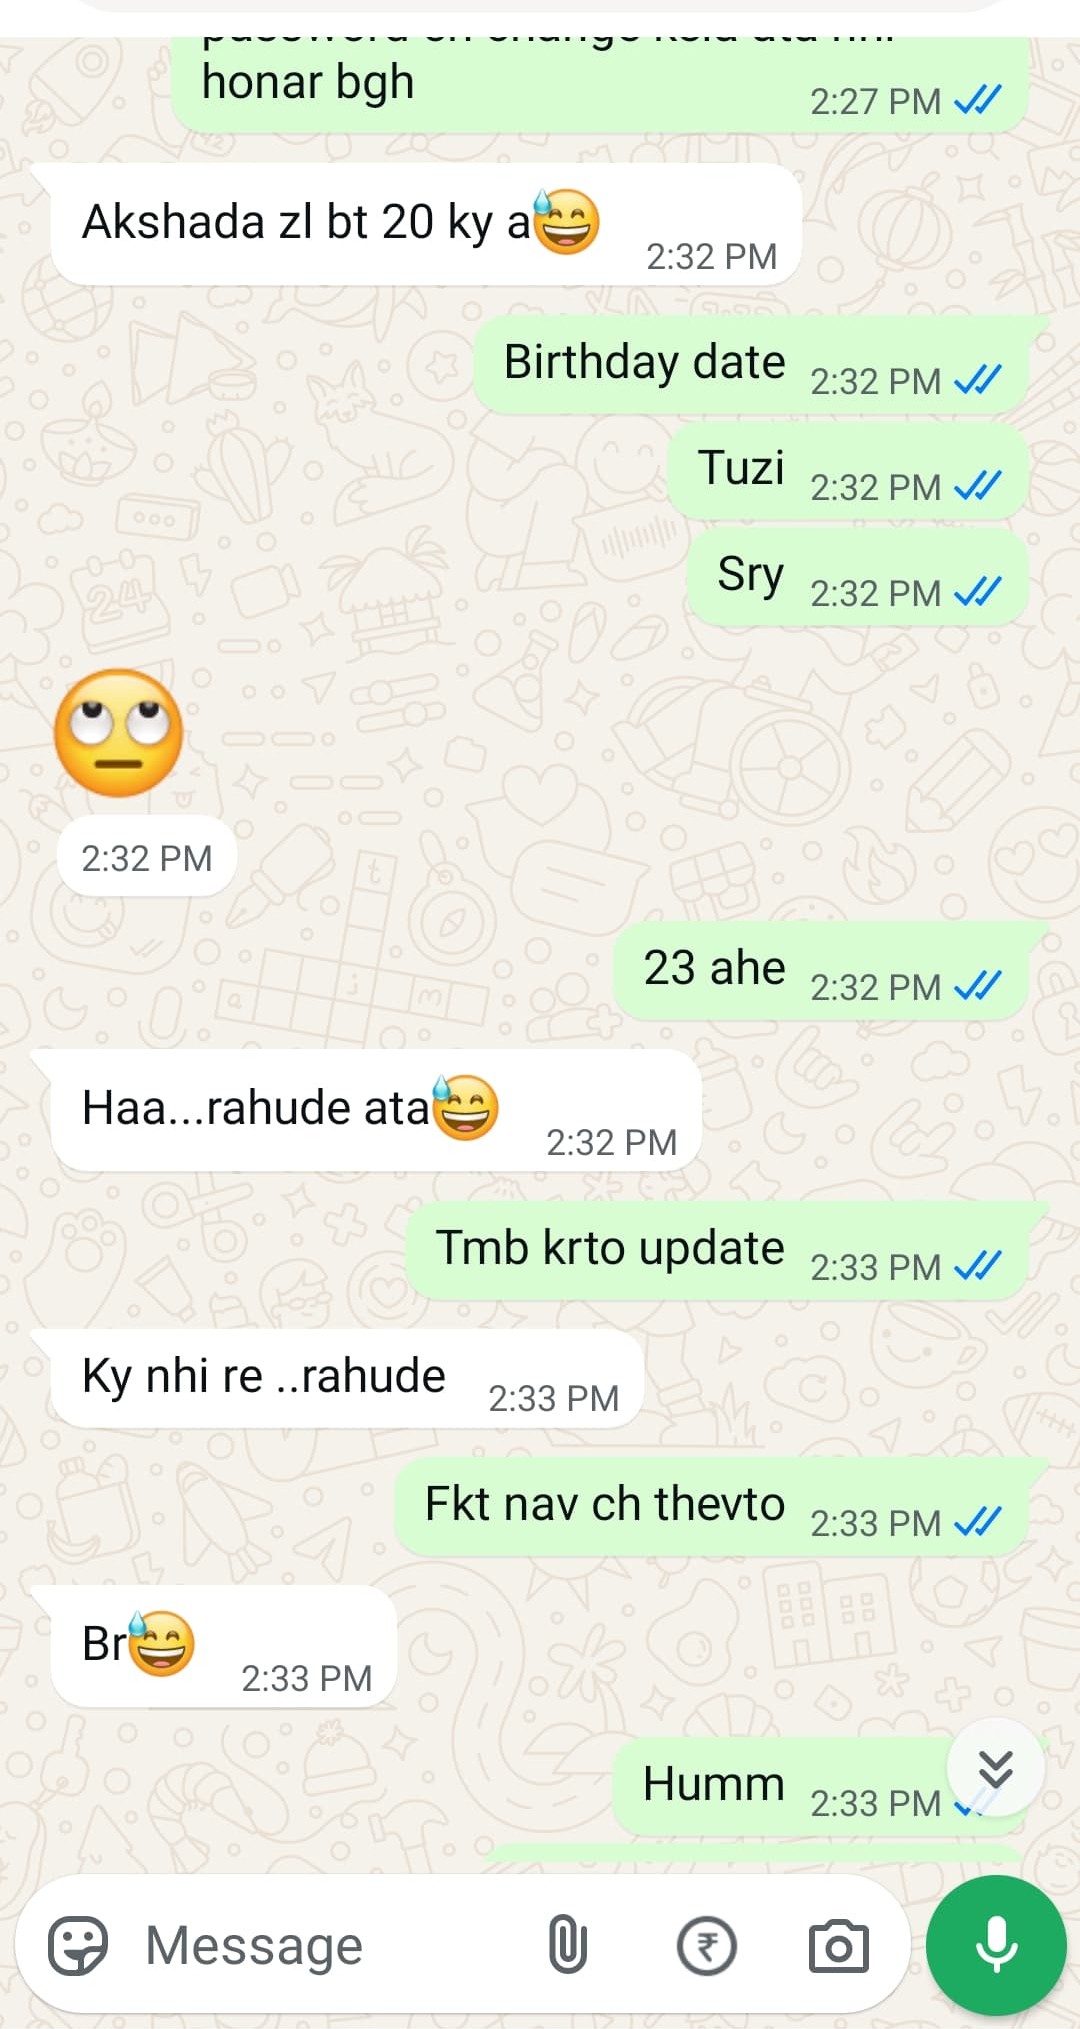 honar bgh
2:27 PM
Akshada zl bt 20 ky a😅
2:32 PM
Birthday date 2:32 PM
Tuzi 2:32 PM
Sry 2:32 PM
🙄
2:32 PM
23 ahe 2:32 PM
Haa...rahude ata😅
2:32 PM
Tmb krto update 2:33 PM
Ky nhi re ..rahude 2:33 PM
Fkt nav ch thevto 2:33 PM
Br😅
2:33 PM
Humm 2:33 PM
Message